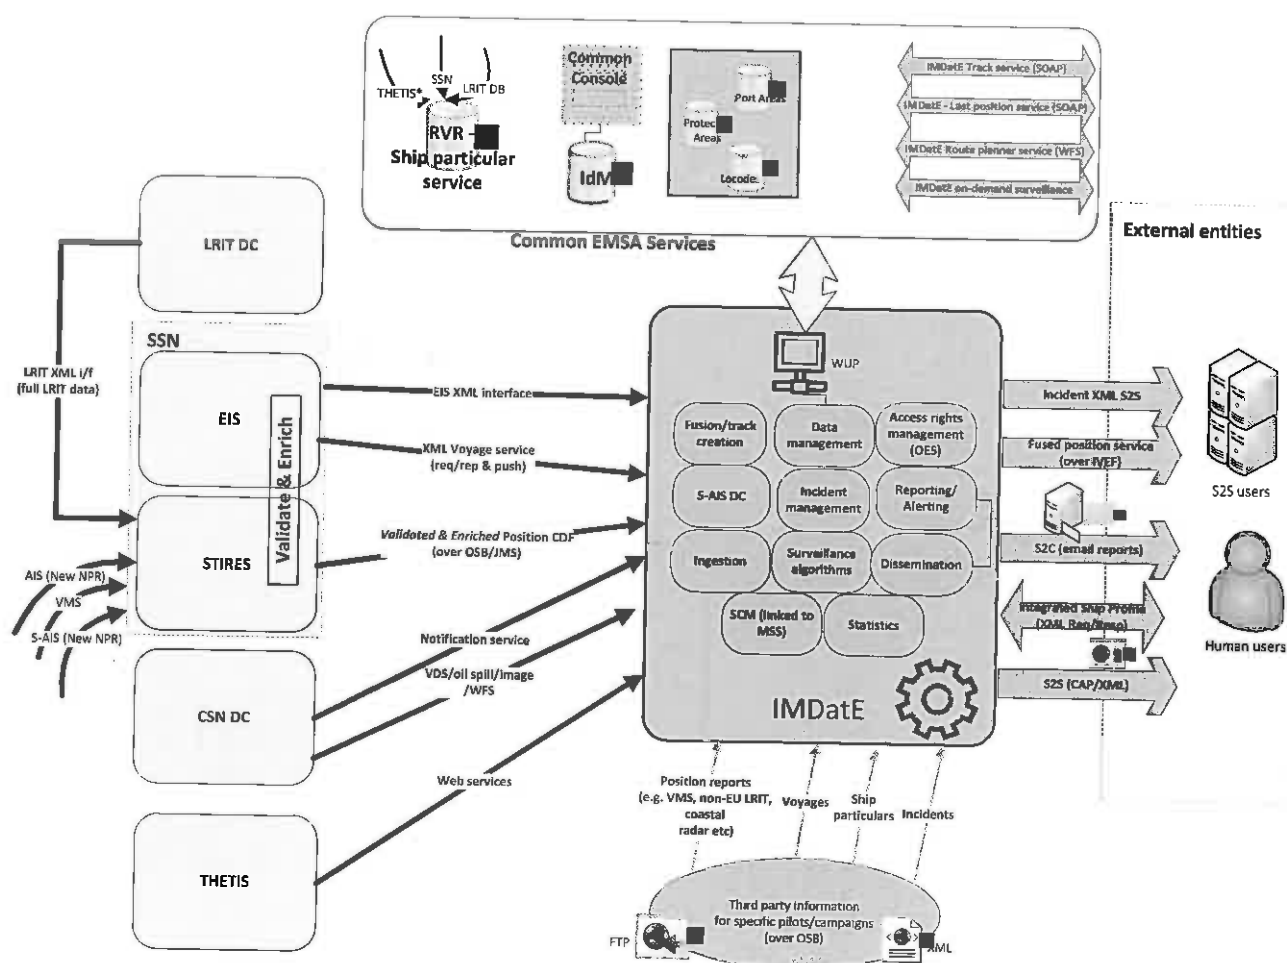 SSN
THETIS*
LRIT DB
RVR
Ship particular
service
Common
Console
IdM
Port Areas
Protec
Areas
Locode
IMDatE Track service (SOAP)
IMDatE - Last position service (SOAP)
IMDatE Route planner service (WFS)
IMDatE on-demand surveillance
Common EMSA Services
External entities
LRIT DC
SSN
LRIT XML i/f
(full LRIT data)
EIS
Validate & Enrich
STIRES
AIS (New NPR)
VMS
S-AIS (New NPR)
CSN DC
THETIS
EIS XML interface
XML Voyage service
(req/rep & push)
Validated & Enriched Position CDF
(over OSB/JMS)
Notification service
VDS/oil spill/image
/WFS
Web services
WUP
Fusion/track
creation
Data
management
Access rights
management
(OES)
S-AIS DC
Incident
management
Reporting/
Alerting
Ingestion
Surveillance
algorithms
Dissemination
SCM (linked to
MSS)
Statistics
IMDatE
Incident XML S2S
Fused position service
(over IVEF)
S2C (email reports)
Integrated Ship Profile
(XML Req/Resp)
S2S (CAP/XML)
S2S users
Human users
Position reports
(e.g. VMS, non-EU LRIT,
coastal
radar etc)
Voyages
Ship
particulars
Incidents
Third party information
for specific pilots/campaigns
(over OSB)
FTP
XML